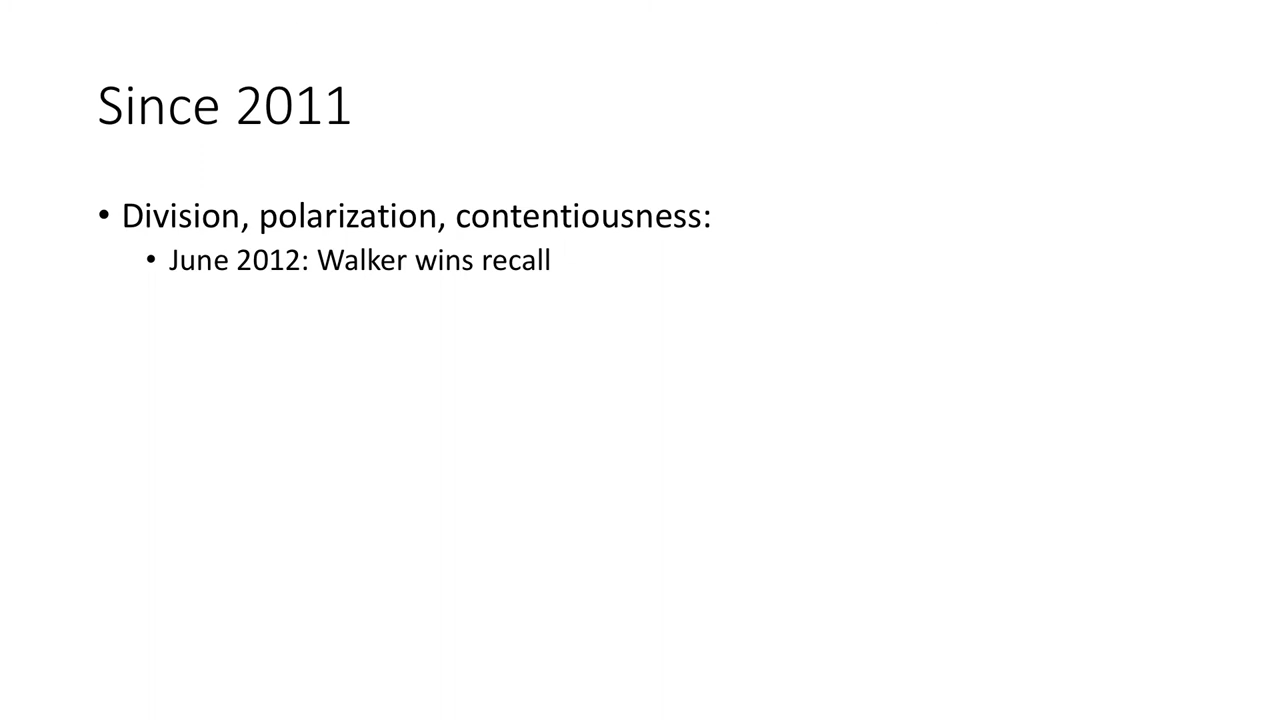 Since 2011
• Division, polarization, contentiousness:
• June 2012: Walker wins recall